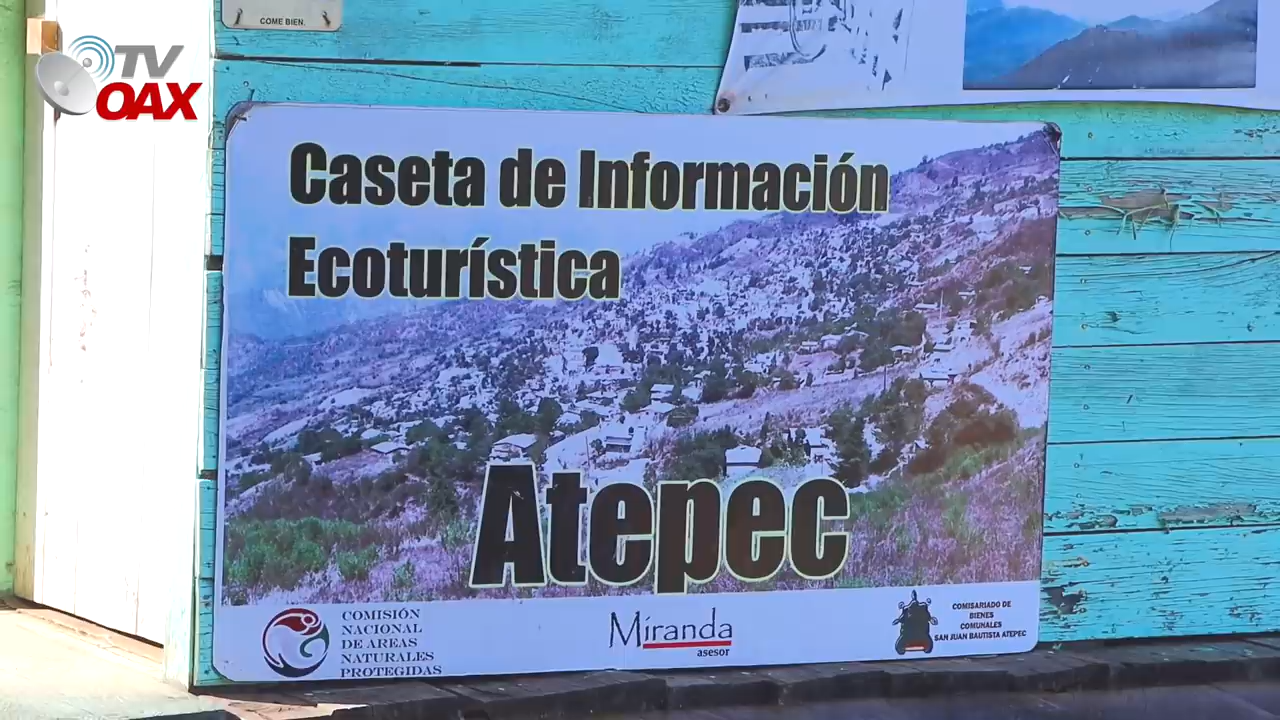 COME BIEN.
TV
OAX
Caseta de Información
Ecoturística
Atepec
COMISIÓN
NACIONAL
DE AREAS
NATURALES
PROTEGIDAS
Miranda
asesor
COMISARIADO DE
BIENES
COMUNALES
SAN JUAN BAUTISTA ATEPEC